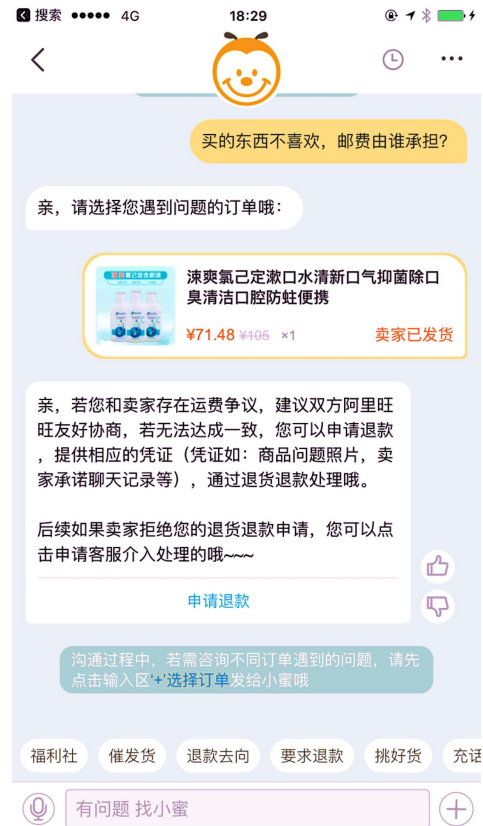 搜索 4G 18:29
买的东西不喜欢，邮费由谁承担？
亲，请选择您遇到问题的订单哦：
涑爽氯己定漱口水清新口气抑菌除口
臭清洁口腔防蛀便携
¥71.48 ¥105 ×1 卖家已发货
亲，若您和卖家存在运费争议，建议双方阿里旺
旺友好协商，若无法达成一致，您可以申请退款
，提供相应的凭证（凭证如：商品问题照片，卖
家承诺聊天记录等），通过退货退款处理哦。
后续如果卖家拒绝您的退货退款申请，您可以点
击申请客服介入处理的哦~~~
申请退款
沟通过程中，若需咨询不同订单遇到的问题，请先
点击输入区'+'选择订单发给小蜜哦
福利社 催发货 退款去向 要求退款 挑好货 充话
有问题 找小蜜